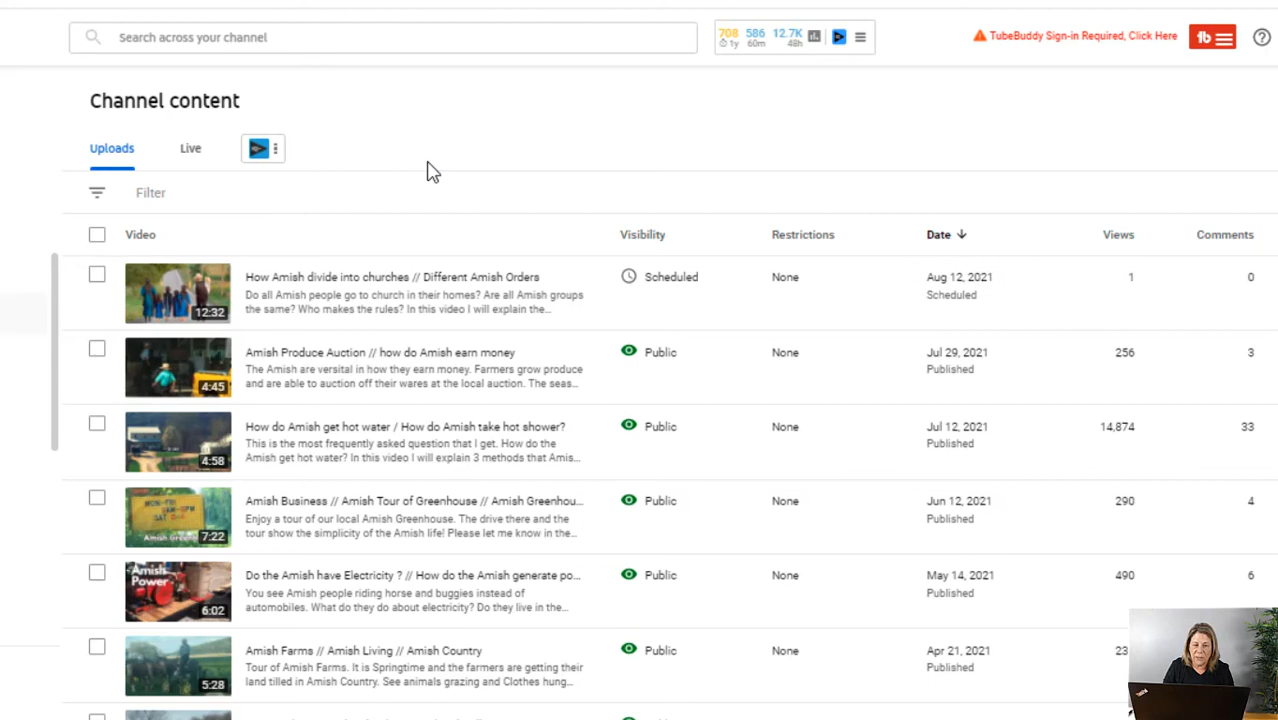 Search across your channel
708 586 12.7K
1y 60m 48h
TubeBuddy Sign-in Required, Click Here
tb
Channel content
Uploads Live
Filter
Video Visibility Restrictions Date Views Comments
How Amish divide into churches // Different Amish Orders Scheduled None Aug 12, 2021 1 0
Do all Amish people go to church in their homes? Are all Amish groups Scheduled
the same? Who makes the rules? In this video I will explain the...
12:32
Amish Produce Auction // how do Amish earn money Public None Jul 29, 2021 256 3
The Amish are versital in how they earn money. Farmers grow produce Published
and are able to auction off their wares at the local auction. The seas...
4:45
How do Amish get hot water / How do Amish take hot shower? Public None Jul 12, 2021 14,874 33
This is the most frequently asked question that I get. How do the Published
Amish get hot water? In this video I will explain 3 methods that Amis...
4:58
Amish Business // Amish Tour of Greenhouse // Amish Greenhou... Public None Jun 12, 2021 290 4
Enjoy a tour of our local Amish Greenhouse. The drive there and the Published
tour show the simplicity of the Amish life! Please let me know in the...
7:22
Do the Amish have Electricity ? // How do the Amish generate po... Public None May 14, 2021 490 6
You see Amish people riding horse and buggies instead of Published
automobiles. What do they do about electricity? Do they live in the...
Amish
Power
6:02
Amish Farms // Amish Living // Amish Country Public None Apr 21, 2021 23
Tour of Amish Farms. It is Springtime and the farmers are getting their Published
land tilled in Amish Country. See animals grazing and Clothes hung...
5:28